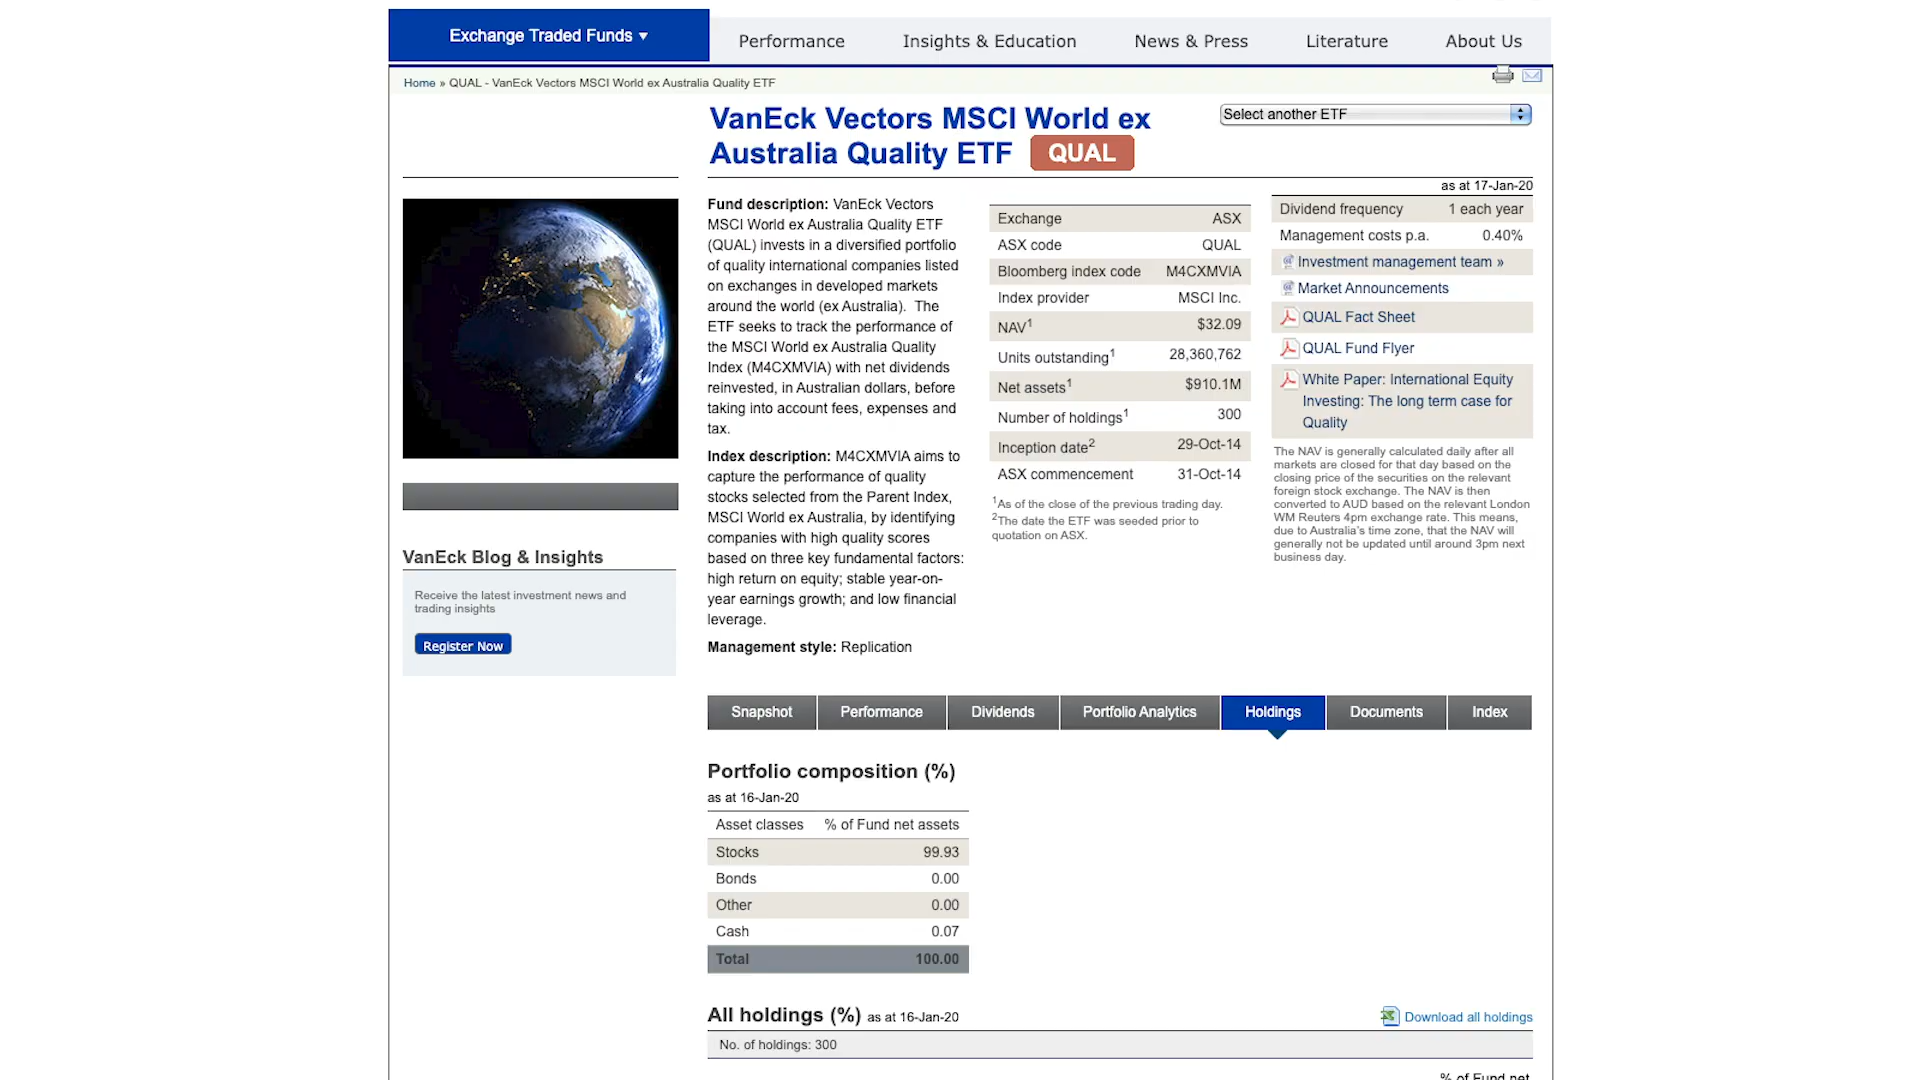 Exchange Traded Funds ▾
Performance
Insights & Education
News & Press
Literature
About Us
Home » QUAL - VanEck Vectors MSCI World ex Australia Quality ETF
VanEck Vectors MSCI World ex
Australia Quality ETF QUAL
Select another ETF
as at 17-Jan-20
Fund description: VanEck Vectors
MSCI World ex Australia Quality ETF
(QUAL) invests in a diversified portfolio
of quality international companies listed
on exchanges in developed markets
around the world (ex Australia). The
ETF seeks to track the performance of
the MSCI World ex Australia Quality
Index (M4CXMVIA) with net dividends
reinvested, in Australian dollars, before
taking into account fees, expenses and
tax.
Index description: M4CXMVIA aims to
capture the performance of quality
stocks selected from the Parent Index,
MSCI World ex Australia, by identifying
companies with high quality scores
based on three key fundamental factors:
high return on equity; stable year-on-
year earnings growth; and low financial
leverage.
Management style: Replication
Exchange ASX
ASX code QUAL
Bloomberg index code M4CXMVIA
Index provider MSCI Inc.
NAV1 $32.09
Units outstanding1 28,360,762
Net assets1 $910.1M
Number of holdings1 300
Inception date2 29-Oct-14
ASX commencement 31-Oct-14
1As of the close of the previous trading day.
2The date the ETF was seeded prior to
quotation on ASX.
Dividend frequency 1 each year
Management costs p.a. 0.40%
Investment management team »
Market Announcements
QUAL Fact Sheet
QUAL Fund Flyer
White Paper: International Equity
Investing: The long term case for
Quality
The NAV is generally calculated daily after all
markets are closed for that day based on the
closing price of the securities on the relevant
foreign stock exchange. The NAV is then
converted to AUD based on the relevant London
WM Reuters 4pm exchange rate. This means,
due to Australia's time zone, that the NAV will
generally not be updated until around 3pm next
business day.
VanEck Blog & Insights
Receive the latest investment news and
trading insights
Register Now
Snapshot
Performance
Dividends
Portfolio Analytics
Holdings
Documents
Index
Portfolio composition (%)
as at 16-Jan-20
Asset classes % of Fund net assets
Stocks 99.93
Bonds 0.00
Other 0.00
Cash 0.07
Total 100.00
All holdings (%) as at 16-Jan-20
Download all holdings
No. of holdings: 300
% of Fund net